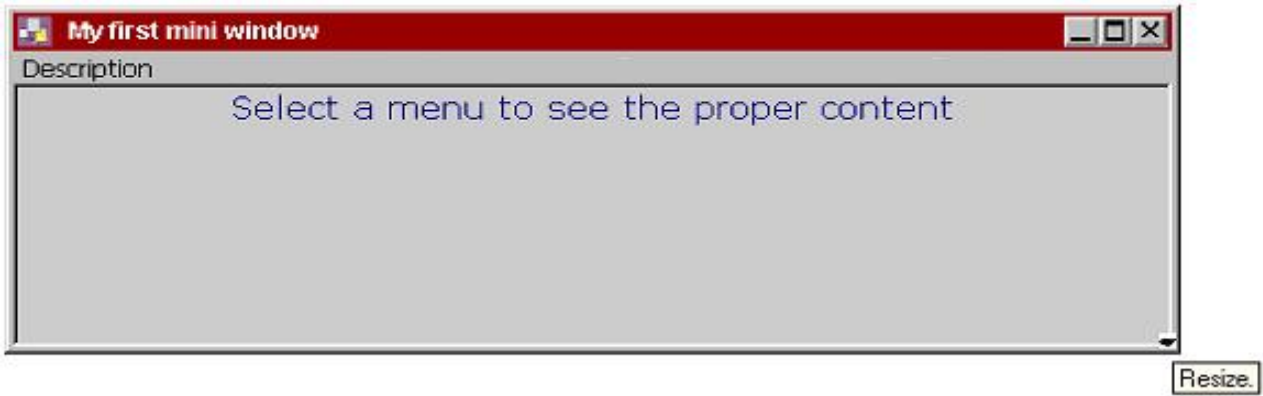 My first mini window
Description
Select a menu to see the proper content
Resize.